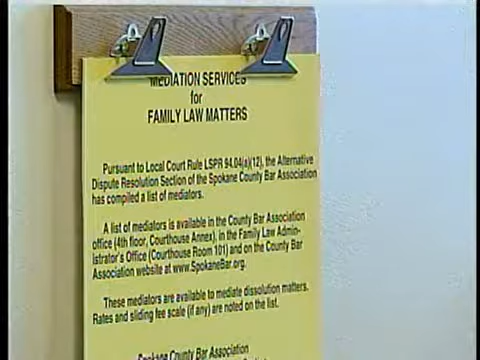 MEDIATION SERVICES
for
FAMILY LAW MATTERS
Pursuant to Local Court Rule LSPR 94.04(a)(12), the Alternative
Dispute Resolution Section of the Spokane County Bar Association
has compiled a list of mediators.
A list of mediators is available in the County Bar Association
office (4th floor, Courthouse Annex), in the Family Law Admin-
istrator's Office (Courthouse Room 101) and on the County Bar
Association website at www.SpokaneBar.org.
These mediators are available to mediate dissolution matters.
Rates and sliding fee scale (if any) are noted on the list.
Spokane County Bar Association